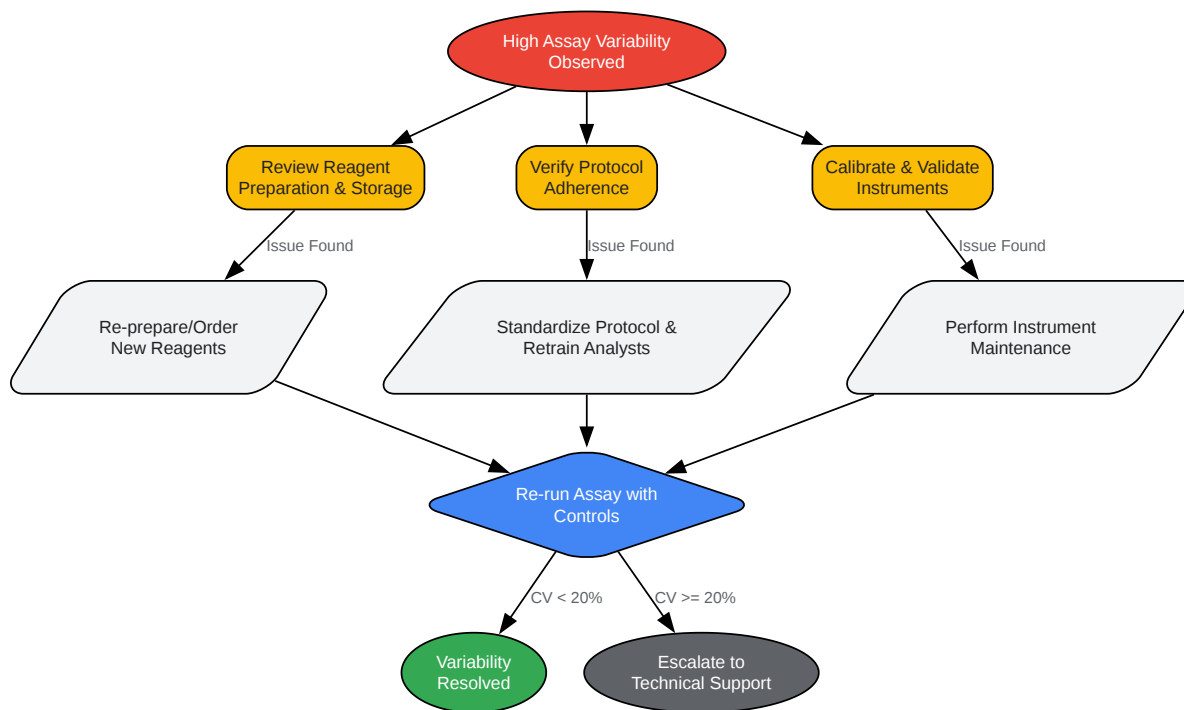 High Assay Variability
Observed
Review Reagent
Preparation & Storage
Verify Protocol
Adherence
Calibrate & Validate
Instruments
Issue Found
Issue Found
Issue Found
Re-prepare/Order
New Reagents
Standardize Protocol &
Retrain Analysts
Perform Instrument
Maintenance
Re-run Assay with
Controls
CV < 20%
CV >= 20%
Variability
Resolved
Escalate to
Technical Support